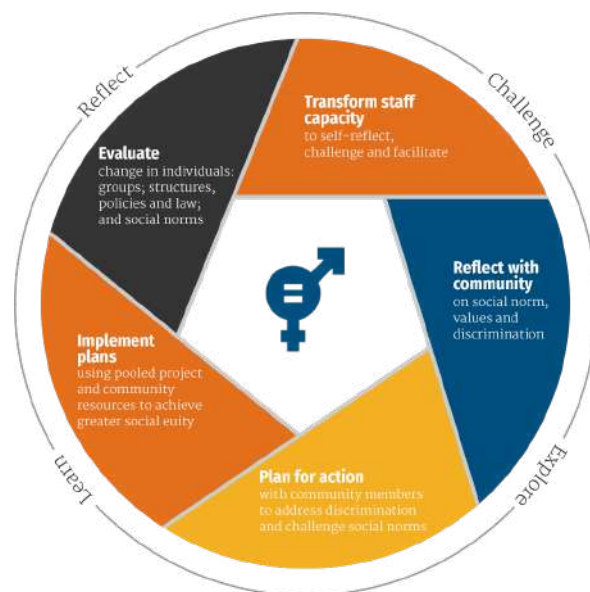 Reflect
Challenge
Transform staff
capacity
to self-reflect,
challenge and facilitate
Evaluate
change in individuals:
groups; structures,
policies and law;
and social norms
Reflect with
community
on social norm,
values and
discrimination
Implement
plans
using pooled project
and community
resources to achieve
greater social euity
Plan for action
with community members
to address discrimination
and challenge social norms
Learn
Explore